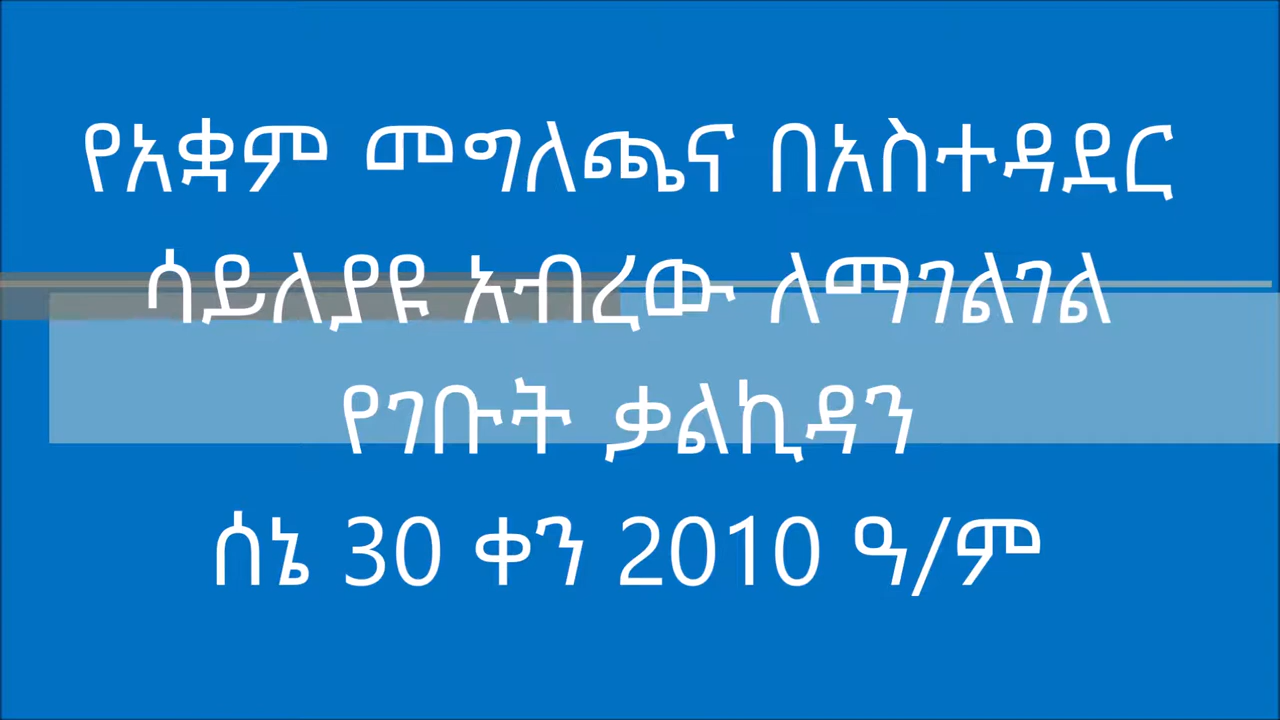 የአቋም መግለጫና በአስተዳደር
ሳይለያዩ አብረው ለማገልገል
የገቡት ቃልኪዳን
ሰኔ 30 ቀን 2010 ዓ/ም